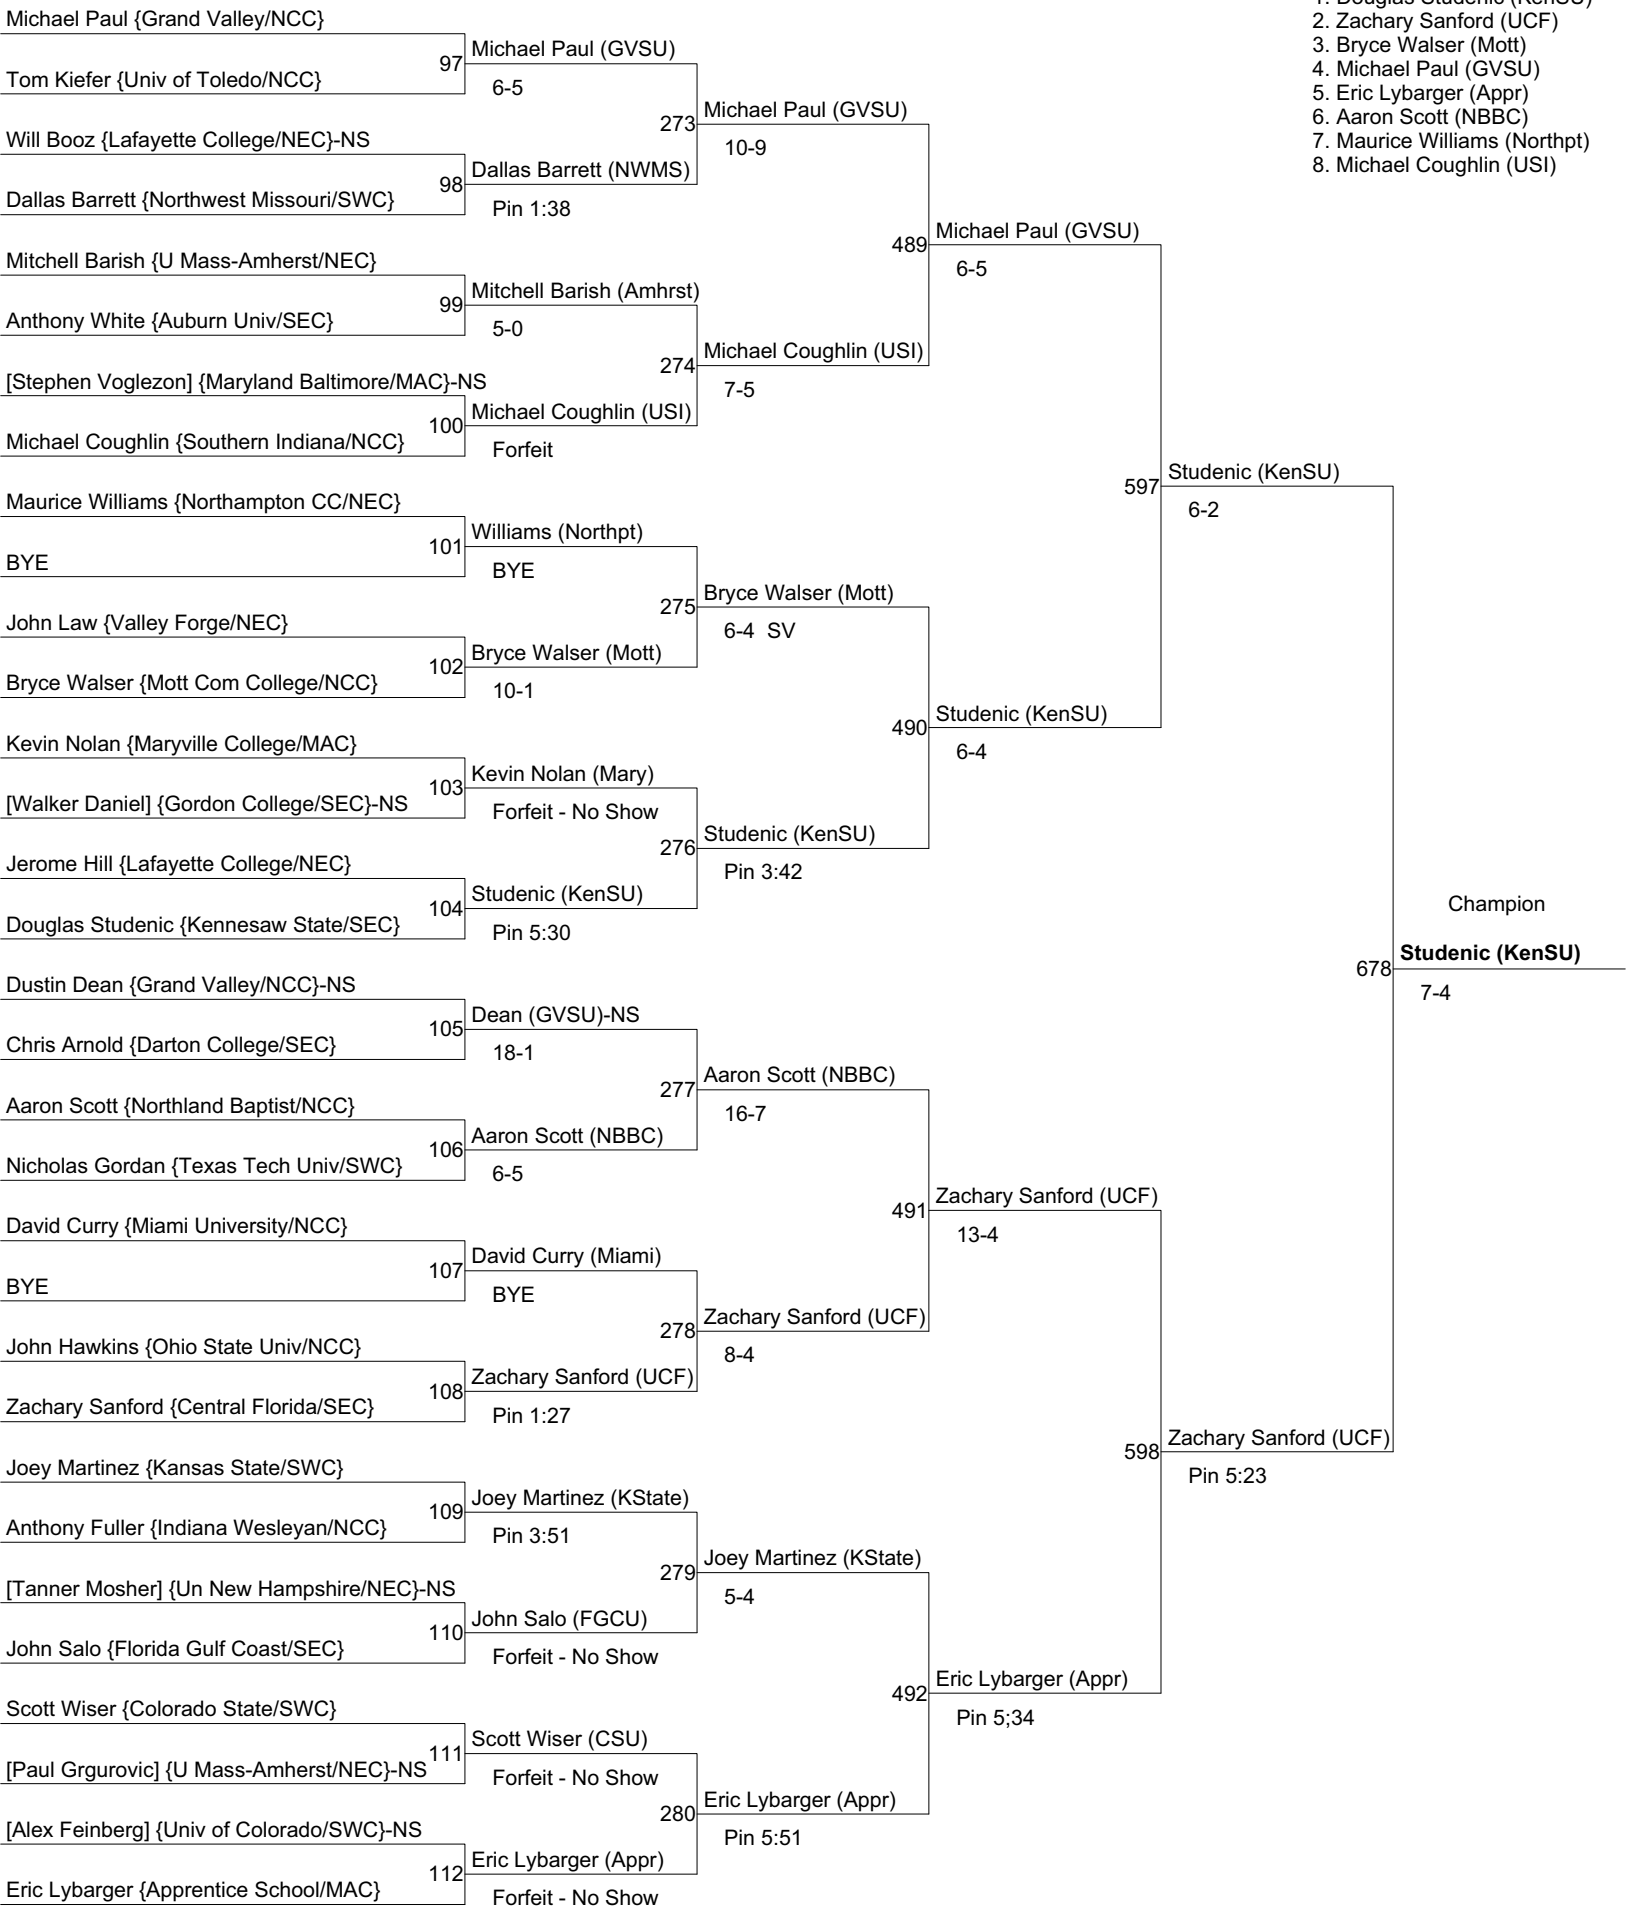 Michael Paul {Grand Valley/NCC}
97
Tom Kiefer {Univ of Toledo/NCC}
Will Booz {Lafayette College/NEC}-NS
98
Dallas Barrett {Northwest Missouri/SWC}
Mitchell Barish {U Mass-Amherst/NEC}
99
Anthony White {Auburn Univ/SEC}
[Stephen Voglezon] {Maryland Baltimore/MAC}-NS
100
Michael Coughlin {Southern Indiana/NCC}
Maurice Williams {Northampton CC/NEC}
101
BYE
John Law {Valley Forge/NEC}
102
Bryce Walser {Mott Com College/NCC}
Kevin Nolan {Maryville College/MAC}
103
[Walker Daniel] {Gordon College/SEC}-NS
Jerome Hill {Lafayette College/NEC}
104
Douglas Studenic {Kennesaw State/SEC}
Dustin Dean {Grand Valley/NCC}-NS
105
Chris Arnold {Darton College/SEC}
Aaron Scott {Northland Baptist/NCC}
106
Nicholas Gordan {Texas Tech Univ/SWC}
David Curry {Miami University/NCC}
107
BYE
John Hawkins {Ohio State Univ/NCC}
108
Zachary Sanford {Central Florida/SEC}
Joey Martinez {Kansas State/SWC}
109
Anthony Fuller {Indiana Wesleyan/NCC}
[Tanner Mosher] {Un New Hampshire/NEC}-NS
110
John Salo {Florida Gulf Coast/SEC}
Scott Wiser {Colorado State/SWC}
111
[Paul Grgurovic] {U Mass-Amherst/NEC}-NS
[Alex Feinberg] {Univ of Colorado/SWC}-NS
112
Eric Lybarger {Apprentice School/MAC}
Michael Paul (GVSU)
6-5
273
Dallas Barrett (NWMS)
Pin 1:38
Mitchell Barish (Amhrst)
5-0
274
Michael Coughlin (USI)
Forfeit
Williams (Northpt)
BYE
275
Bryce Walser (Mott)
10-1
Kevin Nolan (Mary)
Forfeit - No Show
276
Studenic (KenSU)
Pin 5:30
Dean (GVSU)-NS
18-1
277
Aaron Scott (NBBC)
6-5
David Curry (Miami)
BYE
278
Zachary Sanford (UCF)
Pin 1:27
Joey Martinez (KState)
Pin 3:51
279
John Salo (FGCU)
Forfeit - No Show
Scott Wiser (CSU)
Forfeit - No Show
280
Eric Lybarger (Appr)
Forfeit - No Show
Michael Paul (GVSU)
10-9
489
Michael Coughlin (USI)
7-5
Bryce Walser (Mott)
6-4 SV
490
Studenic (KenSU)
Pin 3:42
Aaron Scott (NBBC)
16-7
491
Zachary Sanford (UCF)
8-4
Joey Martinez (KState)
5-4
492
Eric Lybarger (Appr)
Pin 5:51
Michael Paul (GVSU)
6-5
597
Studenic (KenSU)
6-4
Zachary Sanford (UCF)
13-4
598
Eric Lybarger (Appr)
Pin 5;34
Studenic (KenSU)
6-2
678
Zachary Sanford (UCF)
Pin 5:23
Champion
Studenic (KenSU)
7-4
1. Douglas Studenic (KenSU)
2. Zachary Sanford (UCF)
3. Bryce Walser (Mott)
4. Michael Paul (GVSU)
5. Eric Lybarger (Appr)
6. Aaron Scott (NBBC)
7. Maurice Williams (Northpt)
8. Michael Coughlin (USI)